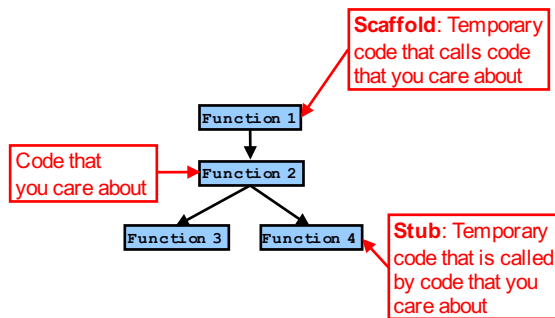 Scaffold: Temporary
code that calls code
that you care about
Function 1
Code that
you care about
Function 2
Function 3
Function 4
Stub: Temporary
code that is called
by code that you
care about